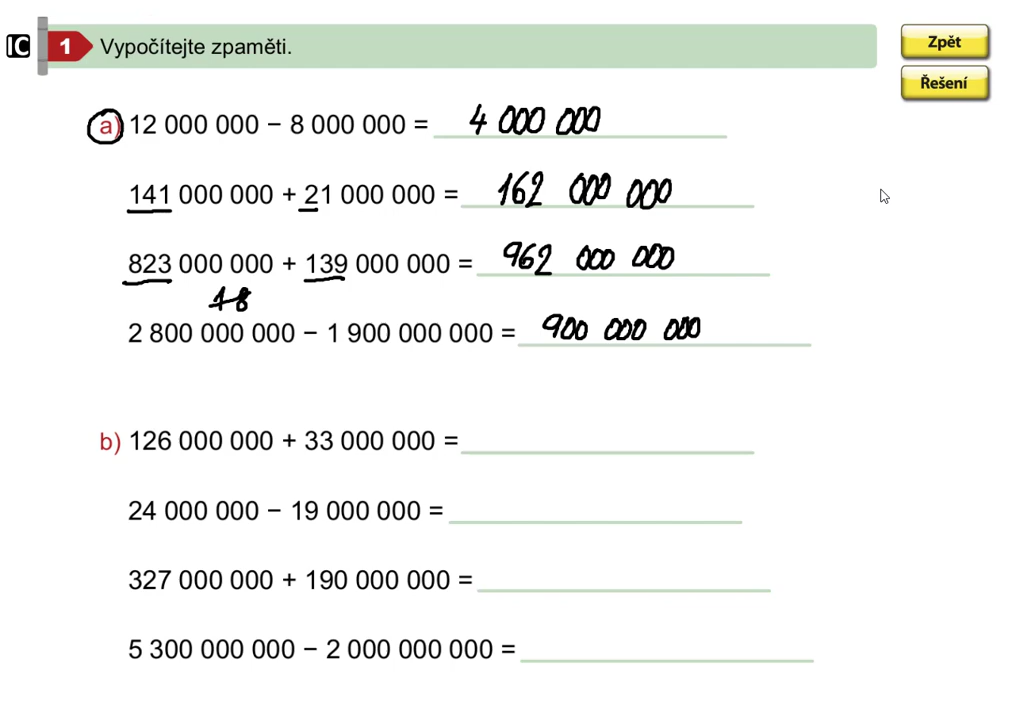 IC
1 Vypočítejte zpaměti.
Zpět
Řešení
a) 12 000 000 − 8 000 000 = 4 000 000
141 000 000 + 21 000 000 = 162 000 000
823 000 000 + 139 000 000 = 962 000 000
18
2 800 000 000 − 1 900 000 000 = 900 000 000
b) 126 000 000 + 33 000 000 =
24 000 000 − 19 000 000 =
327 000 000 + 190 000 000 =
5 300 000 000 − 2 000 000 000 =